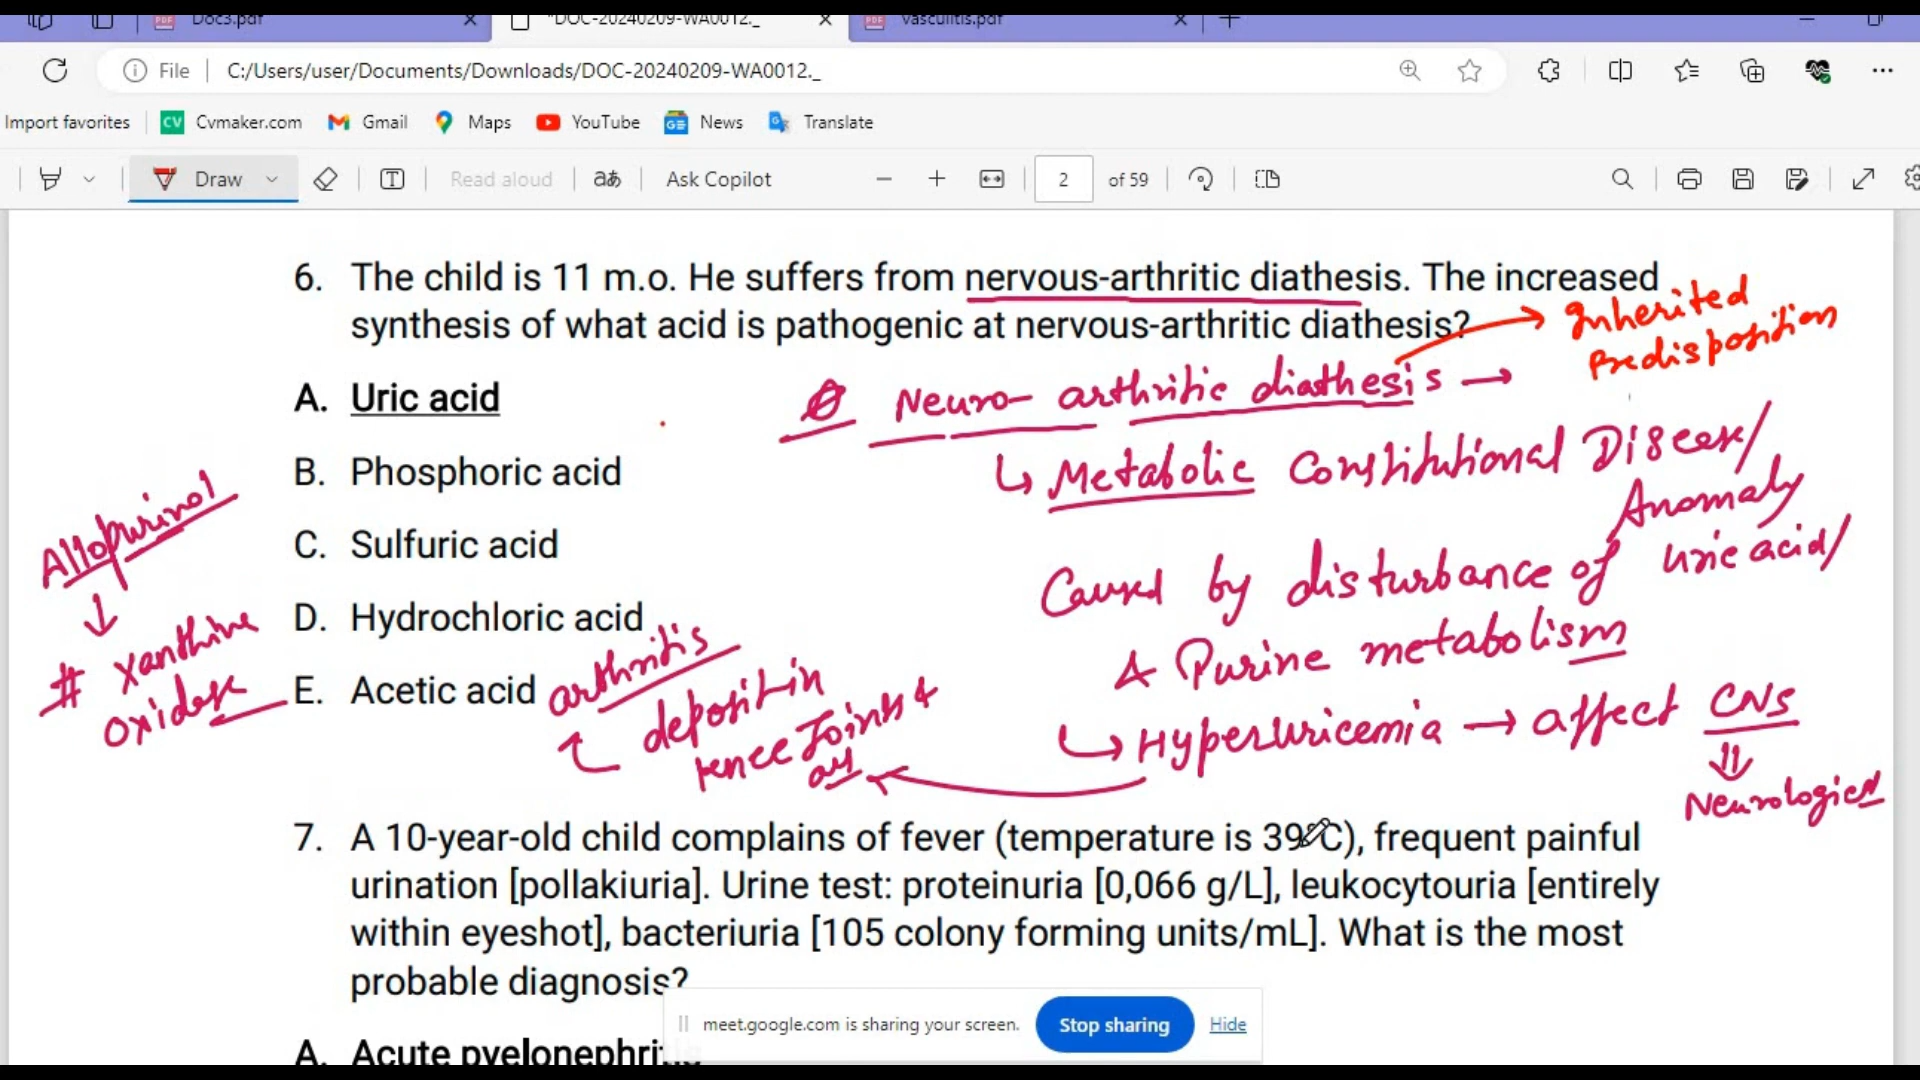 Doc3.pdf
*DOC-20240209-WA0012._
vasculitis.pdf
File C:/Users/user/Documents/Downloads/DOC-20240209-WA0012._
Import favorites CV Cvmaker.com Gmail Maps YouTube News Translate
Draw T Read aloud aあ Ask Copilot 2 of 59
6. The child is 11 m.o. He suffers from nervous-arthritic diathesis. The increased
synthesis of what acid is pathogenic at nervous-arthritic diathesis?
Inherited
Predisposition
A. Uric acid
Neuro- arthritic diathesis →
B. Phosphoric acid
↳ Metabolic Constitutional Disease/
Anomaly
Allopurinol
↓
# xanthine
oxidase
C. Sulfuric acid
Caused by disturbance of uric acid/
D. Hydrochloric acid
Purine metabolism
E. Acetic acid
arthritis
deposit in
hence Joints &
↳ Hyperuricemia → affect CNS
⇓
Neurological
7. A 10-year-old child complains of fever (temperature is 39°C), frequent painful
urination [pollakiuria]. Urine test: proteinuria [0,066 g/L], leukocytouria [entirely
within eyeshot], bacteriuria [105 colony forming units/mL]. What is the most
probable diagnosis?
meet.google.com is sharing your screen. Stop sharing Hide
A. Acute pyelonephritis